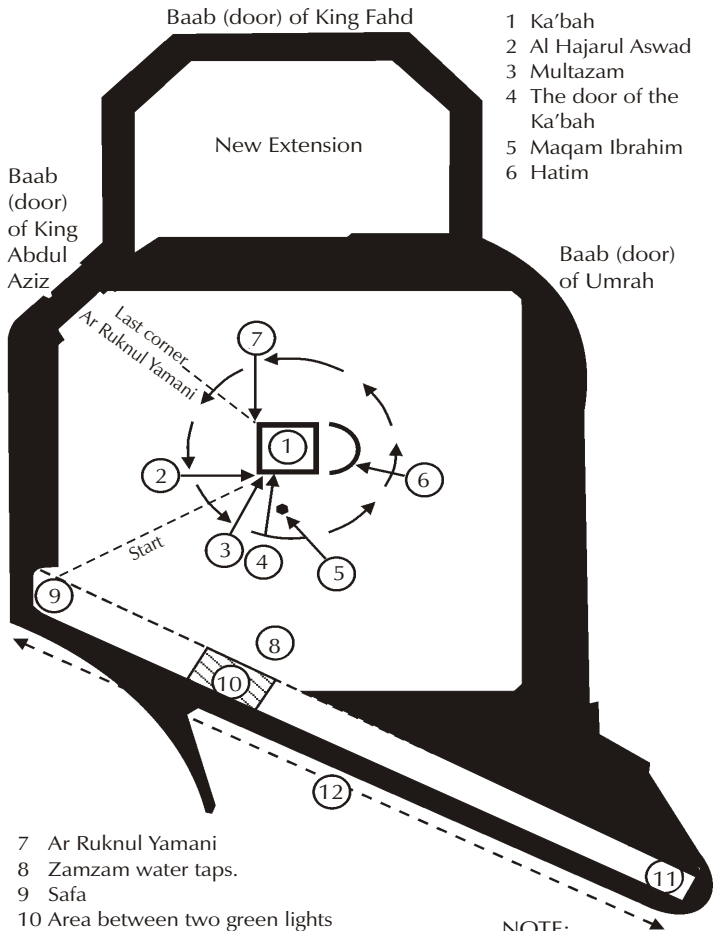 Baab (door) of King Fahd
1 Ka’bah
2 Al Hajarul Aswad
3 Multazam
4 The door of the
Ka’bah
5 Maqam Ibrahim
6 Hatim
New Extension
Baab
(door)
of King
Abdul
Aziz
Baab (door)
of Umrah
Last corner
Ar Ruknul Yamani
7
1
2
6
Start
3
4
5
9
8
10
12
11
7 Ar Ruknul Yamani
8 Zamzam water taps.
9 Safa
10 Area between two green lights
NOTE: